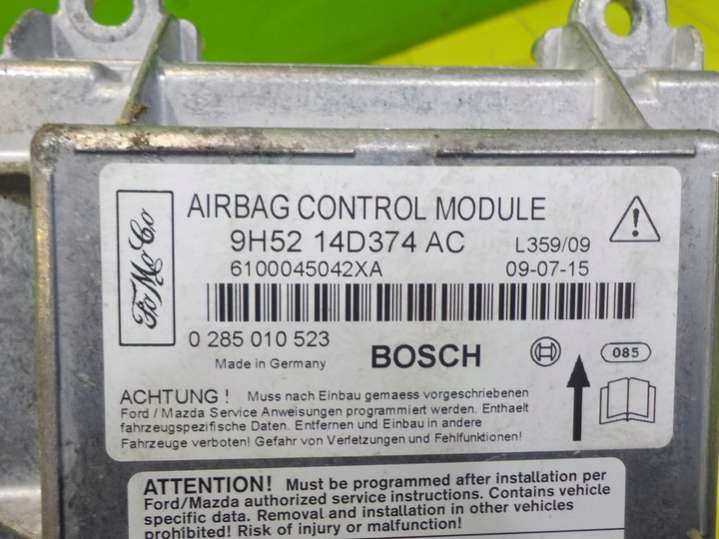 FoMoCo
AIRBAG CONTROL MODULE
9H52 14D374 AC L359/09
6100045042XA 09-07-15
0 285 010 523
Made in Germany BOSCH 085
ACHTUNG ! Muss nach Einbau gemaess vorgeschriebenen
Ford / Mazda Service Anweisungen programmiert werden. Enthaelt
fahrzeugspezifische Daten. Entfernen und Einbau in andere
Fahrzeuge verboten! Gefahr von Verletzungen und Fehlfunktionen!
ATTENTION! Must be programmed after installation per
Ford/Mazda authorized service instructions. Contains vehicle
specific data. Removal and installation in other vehicles
prohibited! Risk of injury or malfunction!